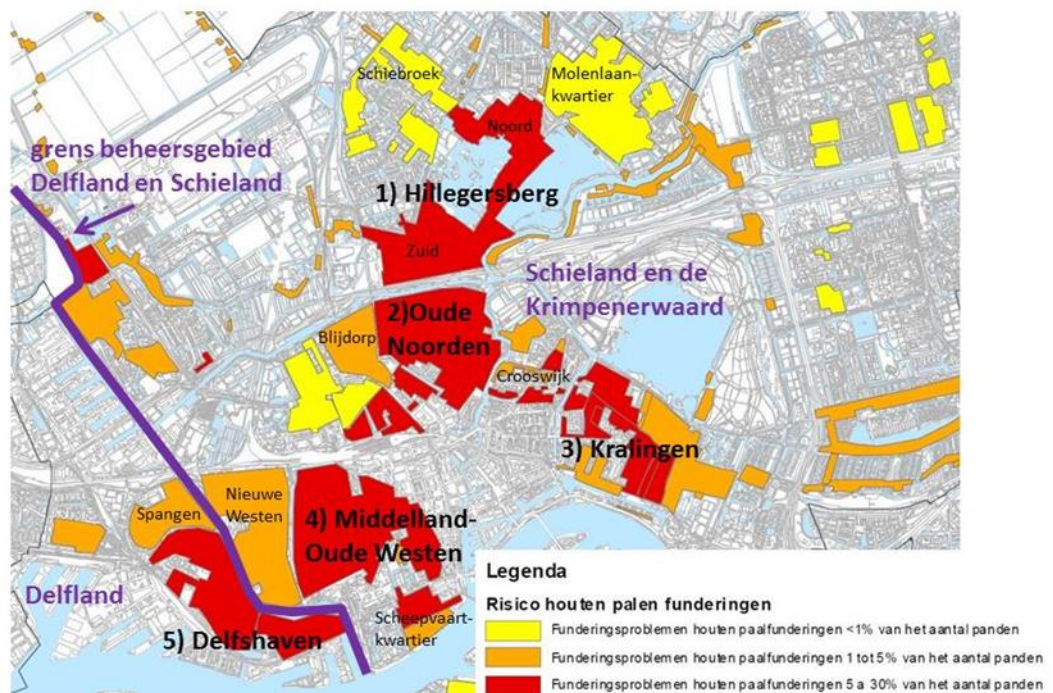 Schiebroek
Molenlaan-
kwartier
Noord
grens beheersgebied
Delfland en Schieland
1) Hillegersberg
Zuid
Schieland en de
Krimpenerwaard
2)Oude
Noorden
Blijdorp
Crooswijk
3) Kralingen
Nieuwe
Westen
Spangen
4) Middelland-
Oude Westen
Delfland
Scheepvaart-
kwartier
5) Delfshaven
Legenda
Risico houten palen funderingen
Funderingsproblemen houten paalfunderingen <1% van het aantal panden
Funderingsproblemen houten paalfunderingen 1 tot 5% van het aantal panden
Funderingsproblemen houten paalfunderingen 5 a 30% van het aantal panden